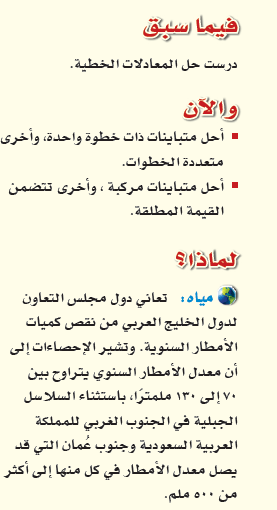 فيما سبق
درست حل المعادلات الخطية.
والآن
■ أحل متباينات ذات خطوة واحدة، وأخرى
متعددة الخطوات.
■ أحل متباينات مركبة ، وأخرى تتضمن
القيمة المطلقة.
لماذا؟
مياه: تعاني دول مجلس التعاون
لدول الخليج العربي من نقص كميات
الأمطار السنوية. وتشير الإحصاءات إلى
أن معدل الأمطار السنوي يتراوح بين
٧٠ إلى ١٣٠ ملمترًا، باستثناء السلاسل
الجبلية في الجنوب الغربي للمملكة
العربية السعودية وجنوب عُمان التي قد
يصل معدل الأمطار في كل منها إلى أكثر
من ٥٠٠ ملم.